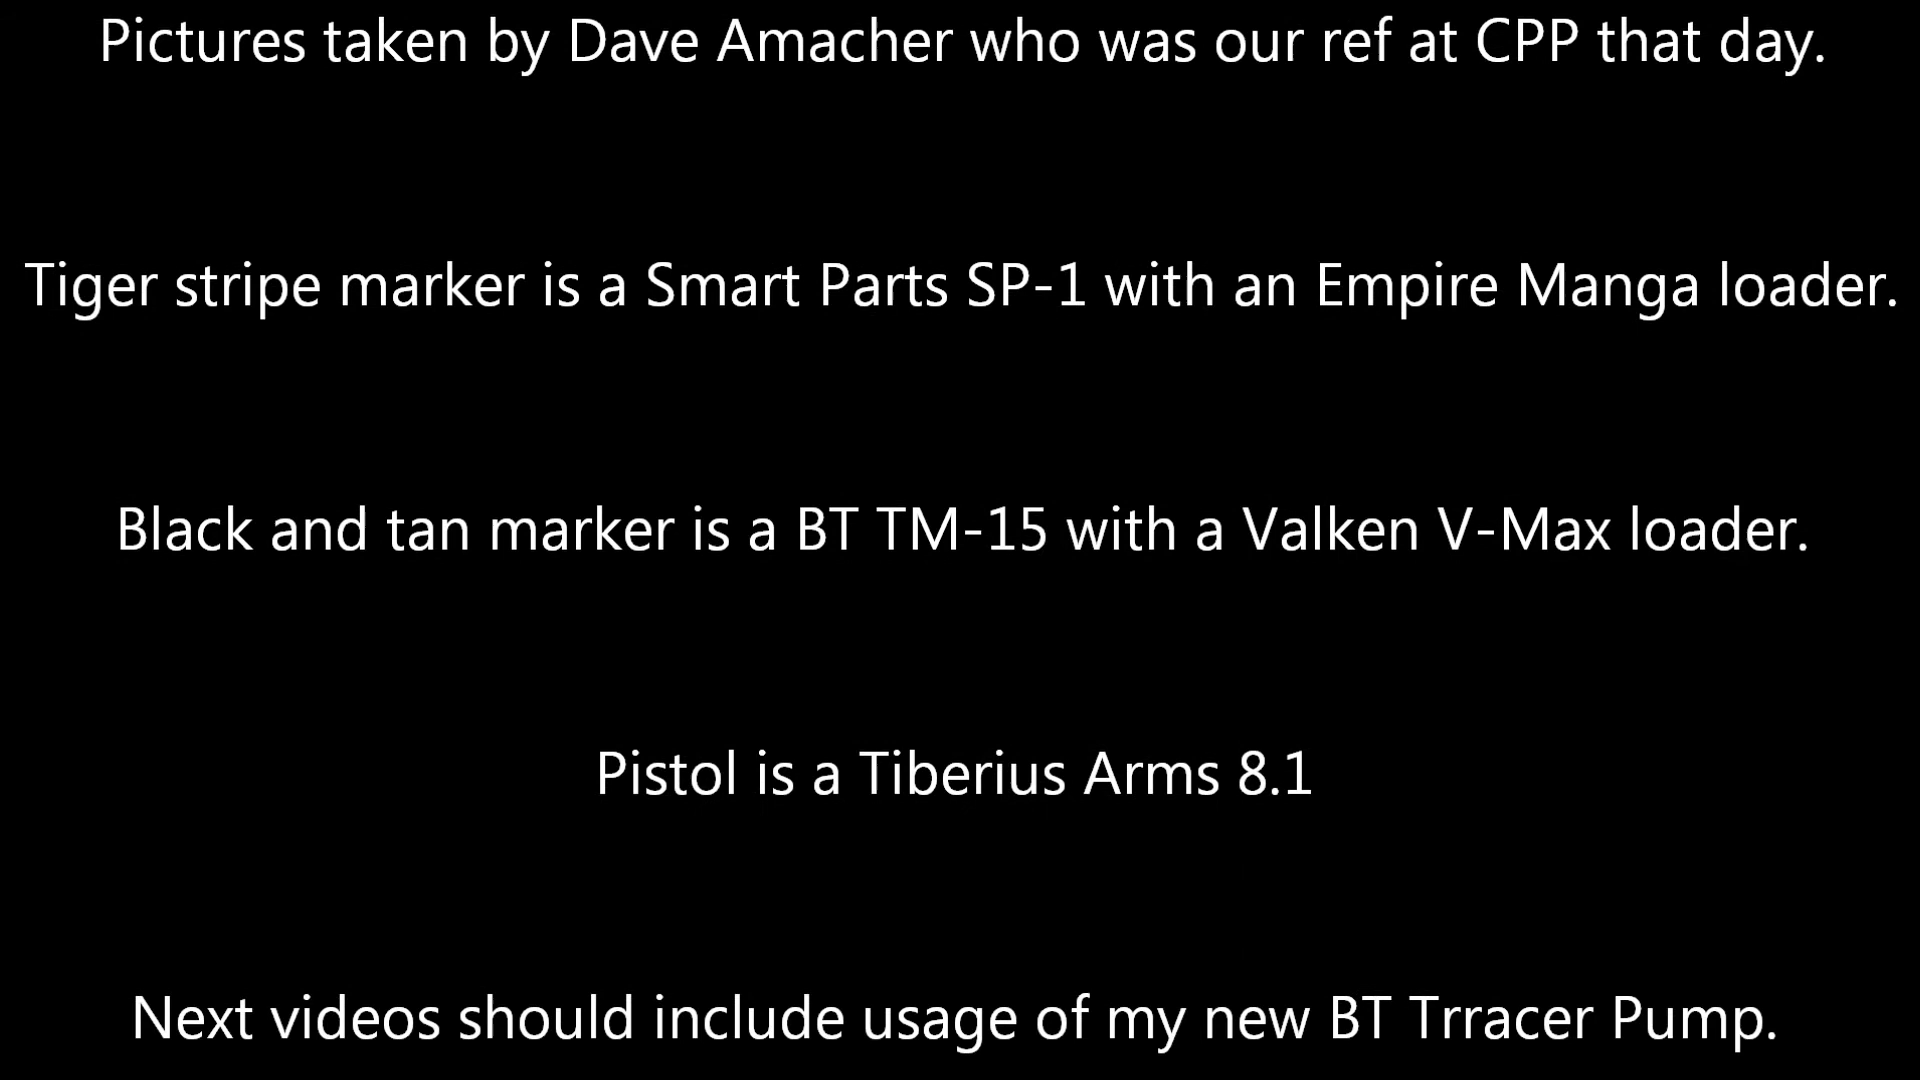 Pictures taken by Dave Amacher who was our ref at CPP that day.
Tiger stripe marker is a Smart Parts SP-1 with an Empire Manga loader.
Black and tan marker is a BT TM-15 with a Valken V-Max loader.
Pistol is a Tiberius Arms 8.1
Next videos should include usage of my new BT Trracer Pump.